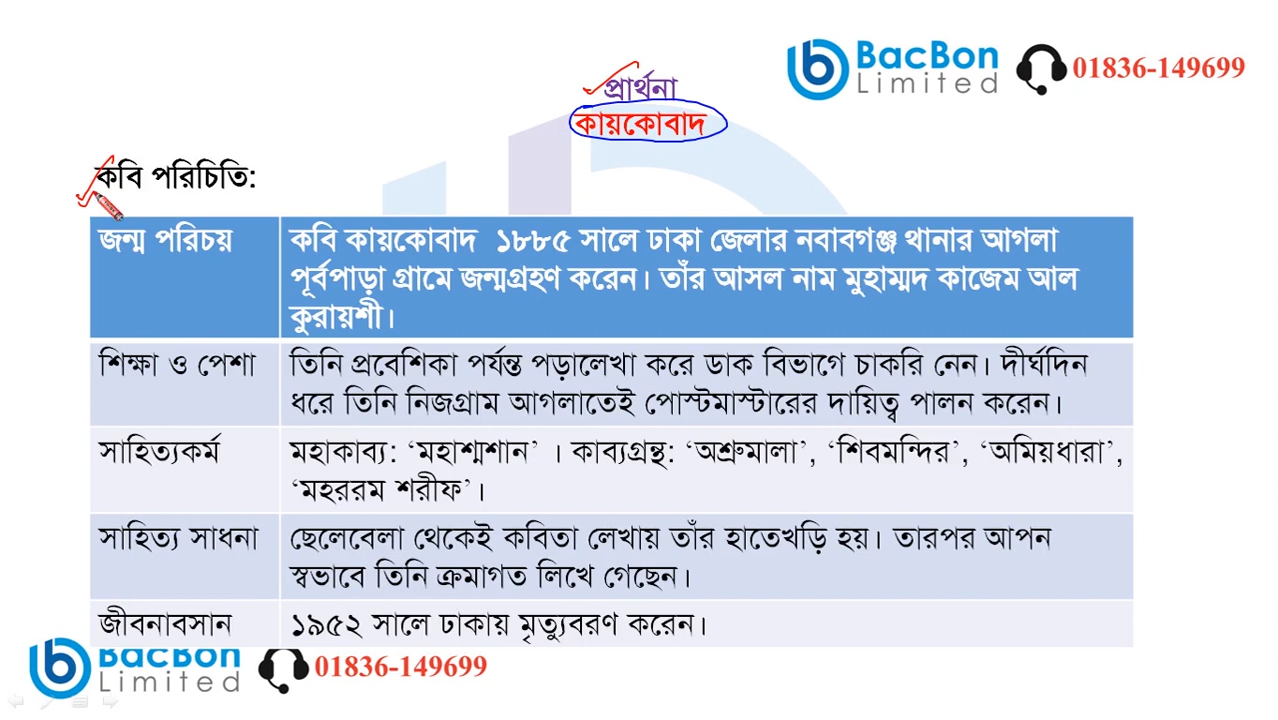 BacBon
Limited
01836-149699
প্রার্থনা
কায়কোবাদ
কবি পরিচিতি:
জন্ম পরিচয়
কবি কায়কোবাদ ১৮৮৫ সালে ঢাকা জেলার নবাবগঞ্জ থানার আগলা
পূর্বপাড়া গ্রামে জন্মগ্রহণ করেন। তাঁর আসল নাম মুহাম্মদ কাজেম আল
কুরায়শী।
শিক্ষা ও পেশা
তিনি প্রবেশিকা পর্যন্ত পড়ালেখা করে ডাক বিভাগে চাকরি নেন। দীর্ঘদিন
ধরে তিনি নিজগ্রাম আগলাতেই পোস্টমাস্টারের দায়িত্ব পালন করেন।
সাহিত্যকর্ম
মহাকাব্য: ‘মহাশ্মশান’ । কাব্যগ্রন্থ: ‘অশ্রুমালা’, ‘শিবমন্দির’, ‘অমিয়ধারা’,
‘মহররম শরীফ’।
সাহিত্য সাধনা
ছেলেবেলা থেকেই কবিতা লেখায় তাঁর হাতেখড়ি হয়। তারপর আপন
স্বভাবে তিনি ক্রমাগত লিখে গেছেন।
জীবনাবসান
১৯৫২ সালে ঢাকায় মৃত্যুবরণ করেন।
BacBon
Limited
01836-149699